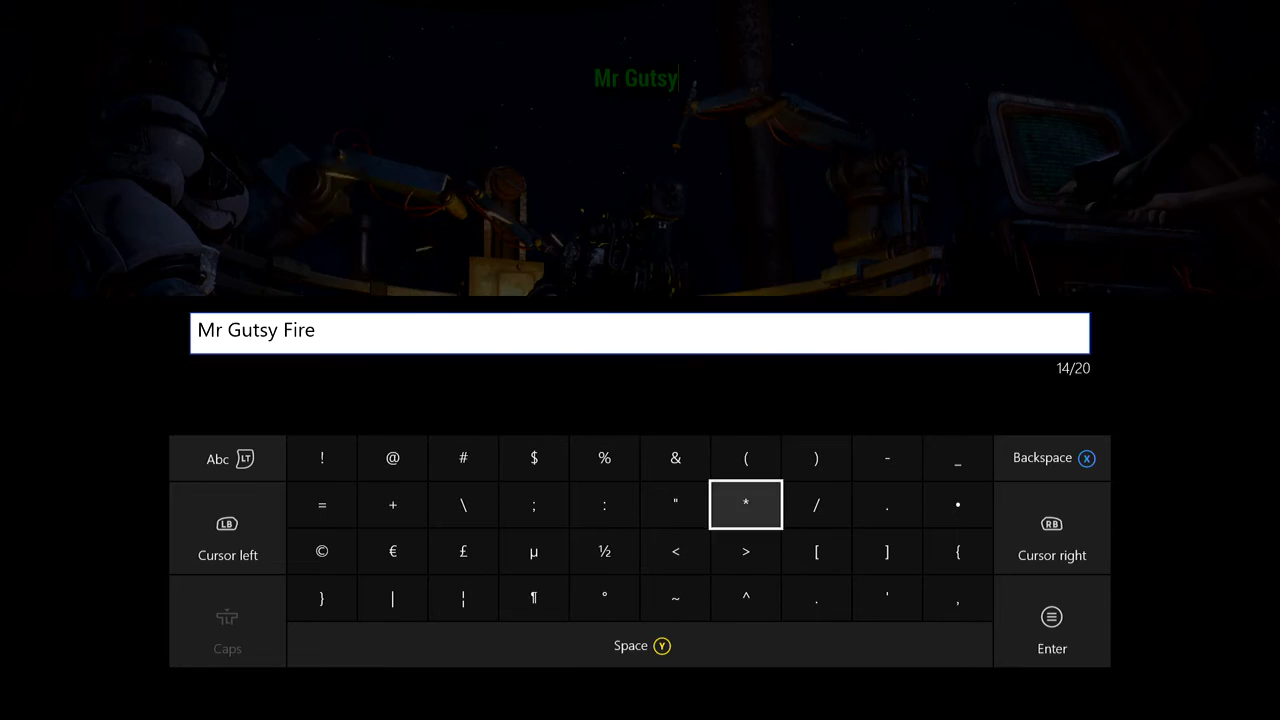 Mr Gutsy
Mr Gutsy Fire
14/20
Abc LT ! @ # $ % & ( ) - _ Backspace X
= + \ ; : " * / . •
LB Cursor left © € £ µ ½ < > [ ] { RB Cursor right
} | ¦ ¶ ° ~ ^ . ' ,
Caps Space Y Enter